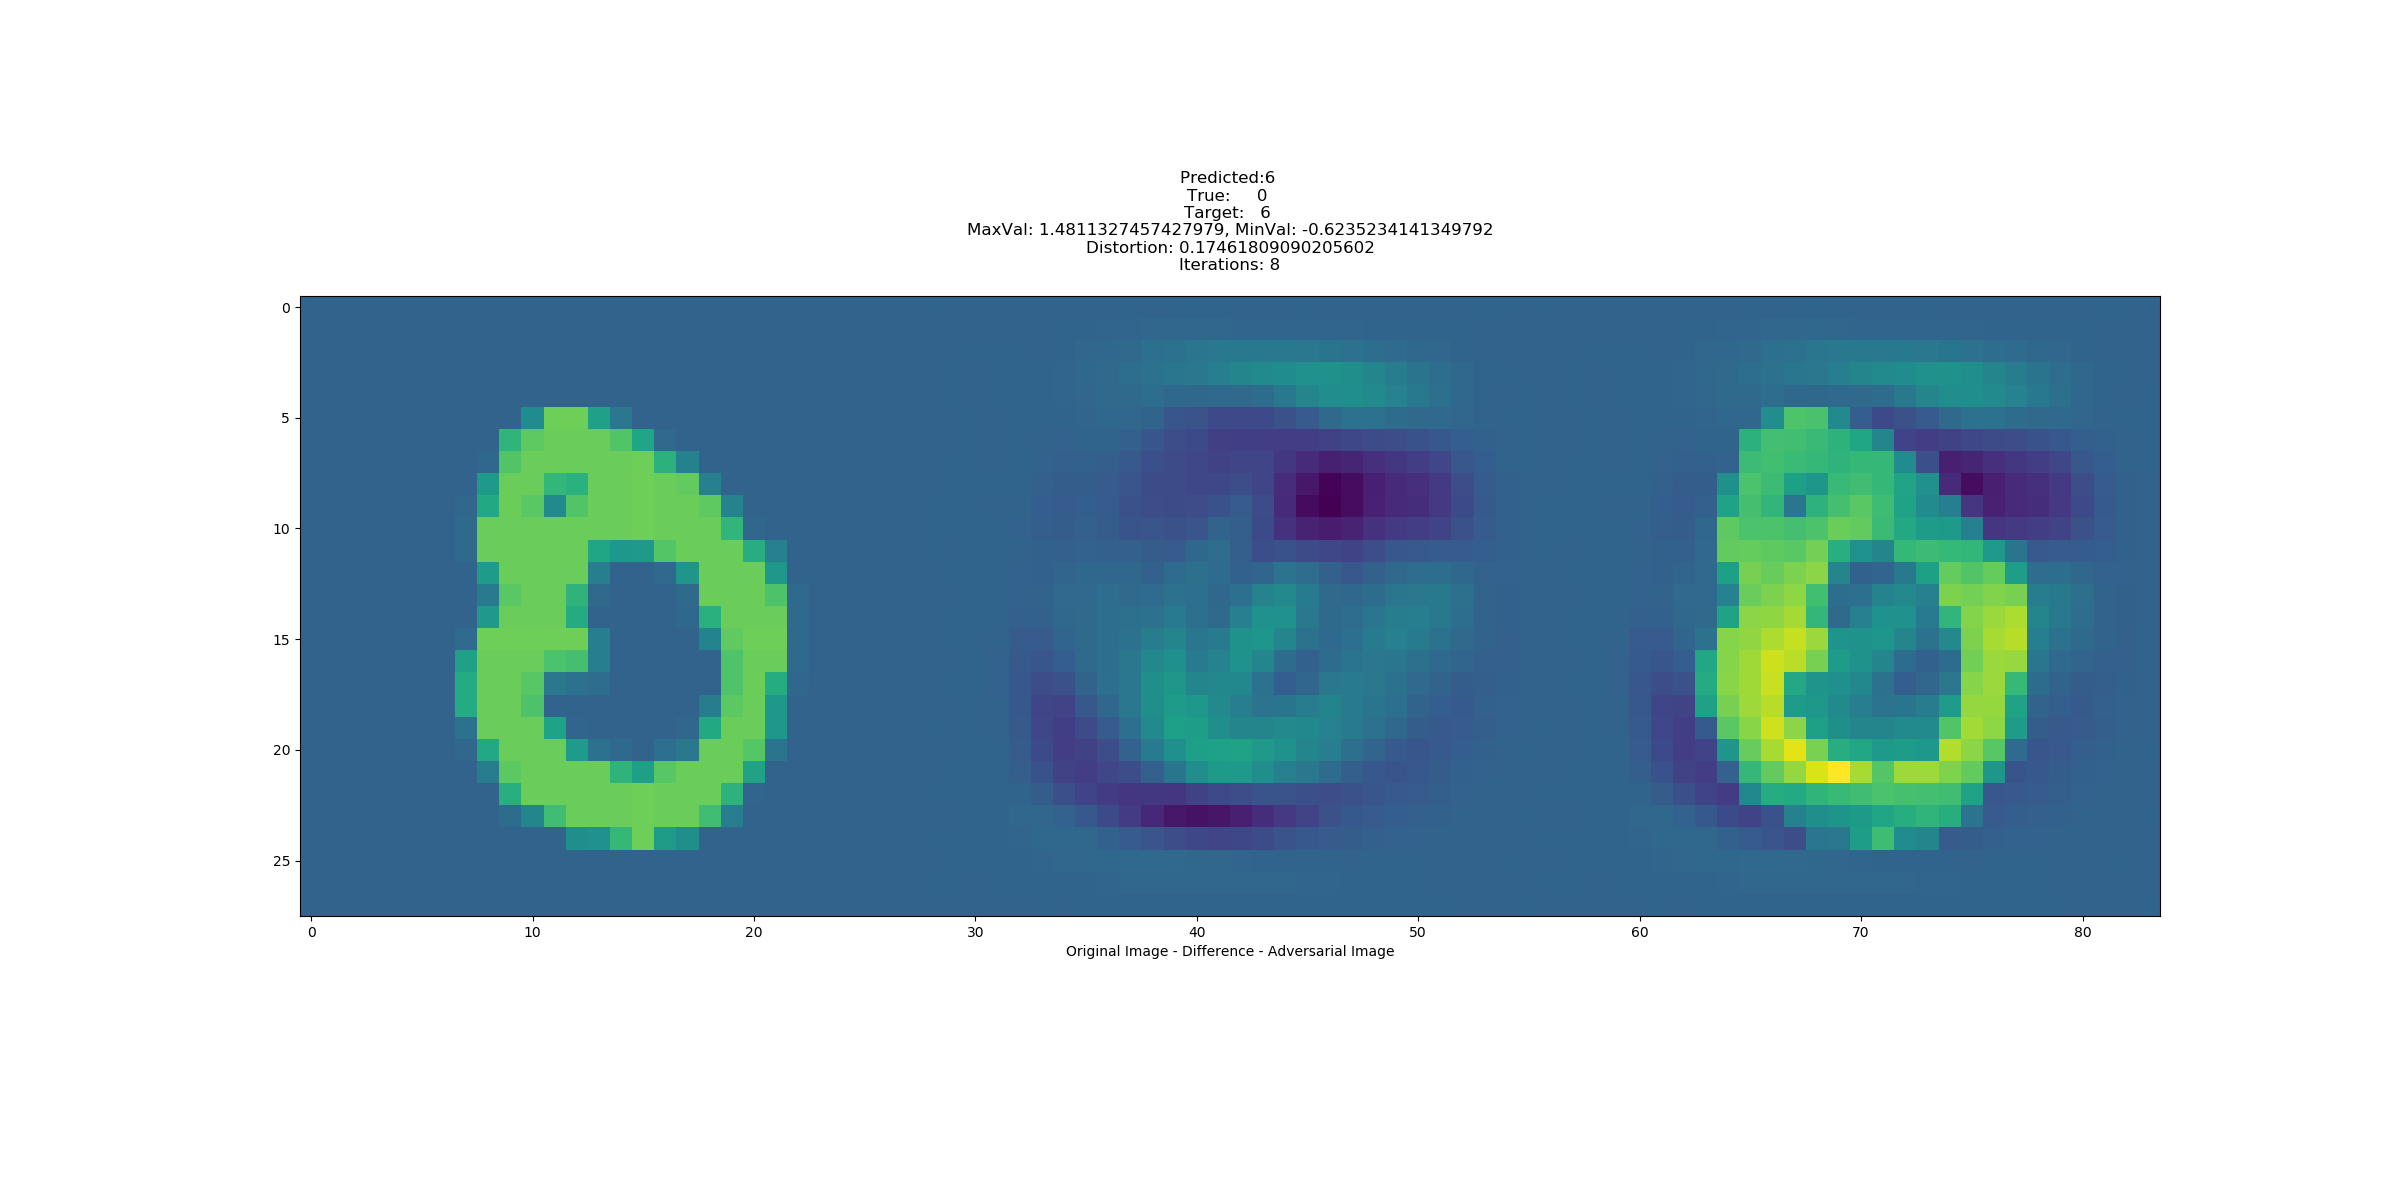 Predicted:6
True: 0
Target: 6
MaxVal: 1.4811327457427979, MinVal: -0.6235234141349792
Distortion: 0.17461809090205602
Iterations: 8
0
5
10
15
20
25
0 10 20 30 40 50 60 70 80
Original Image - Difference - Adversarial Image